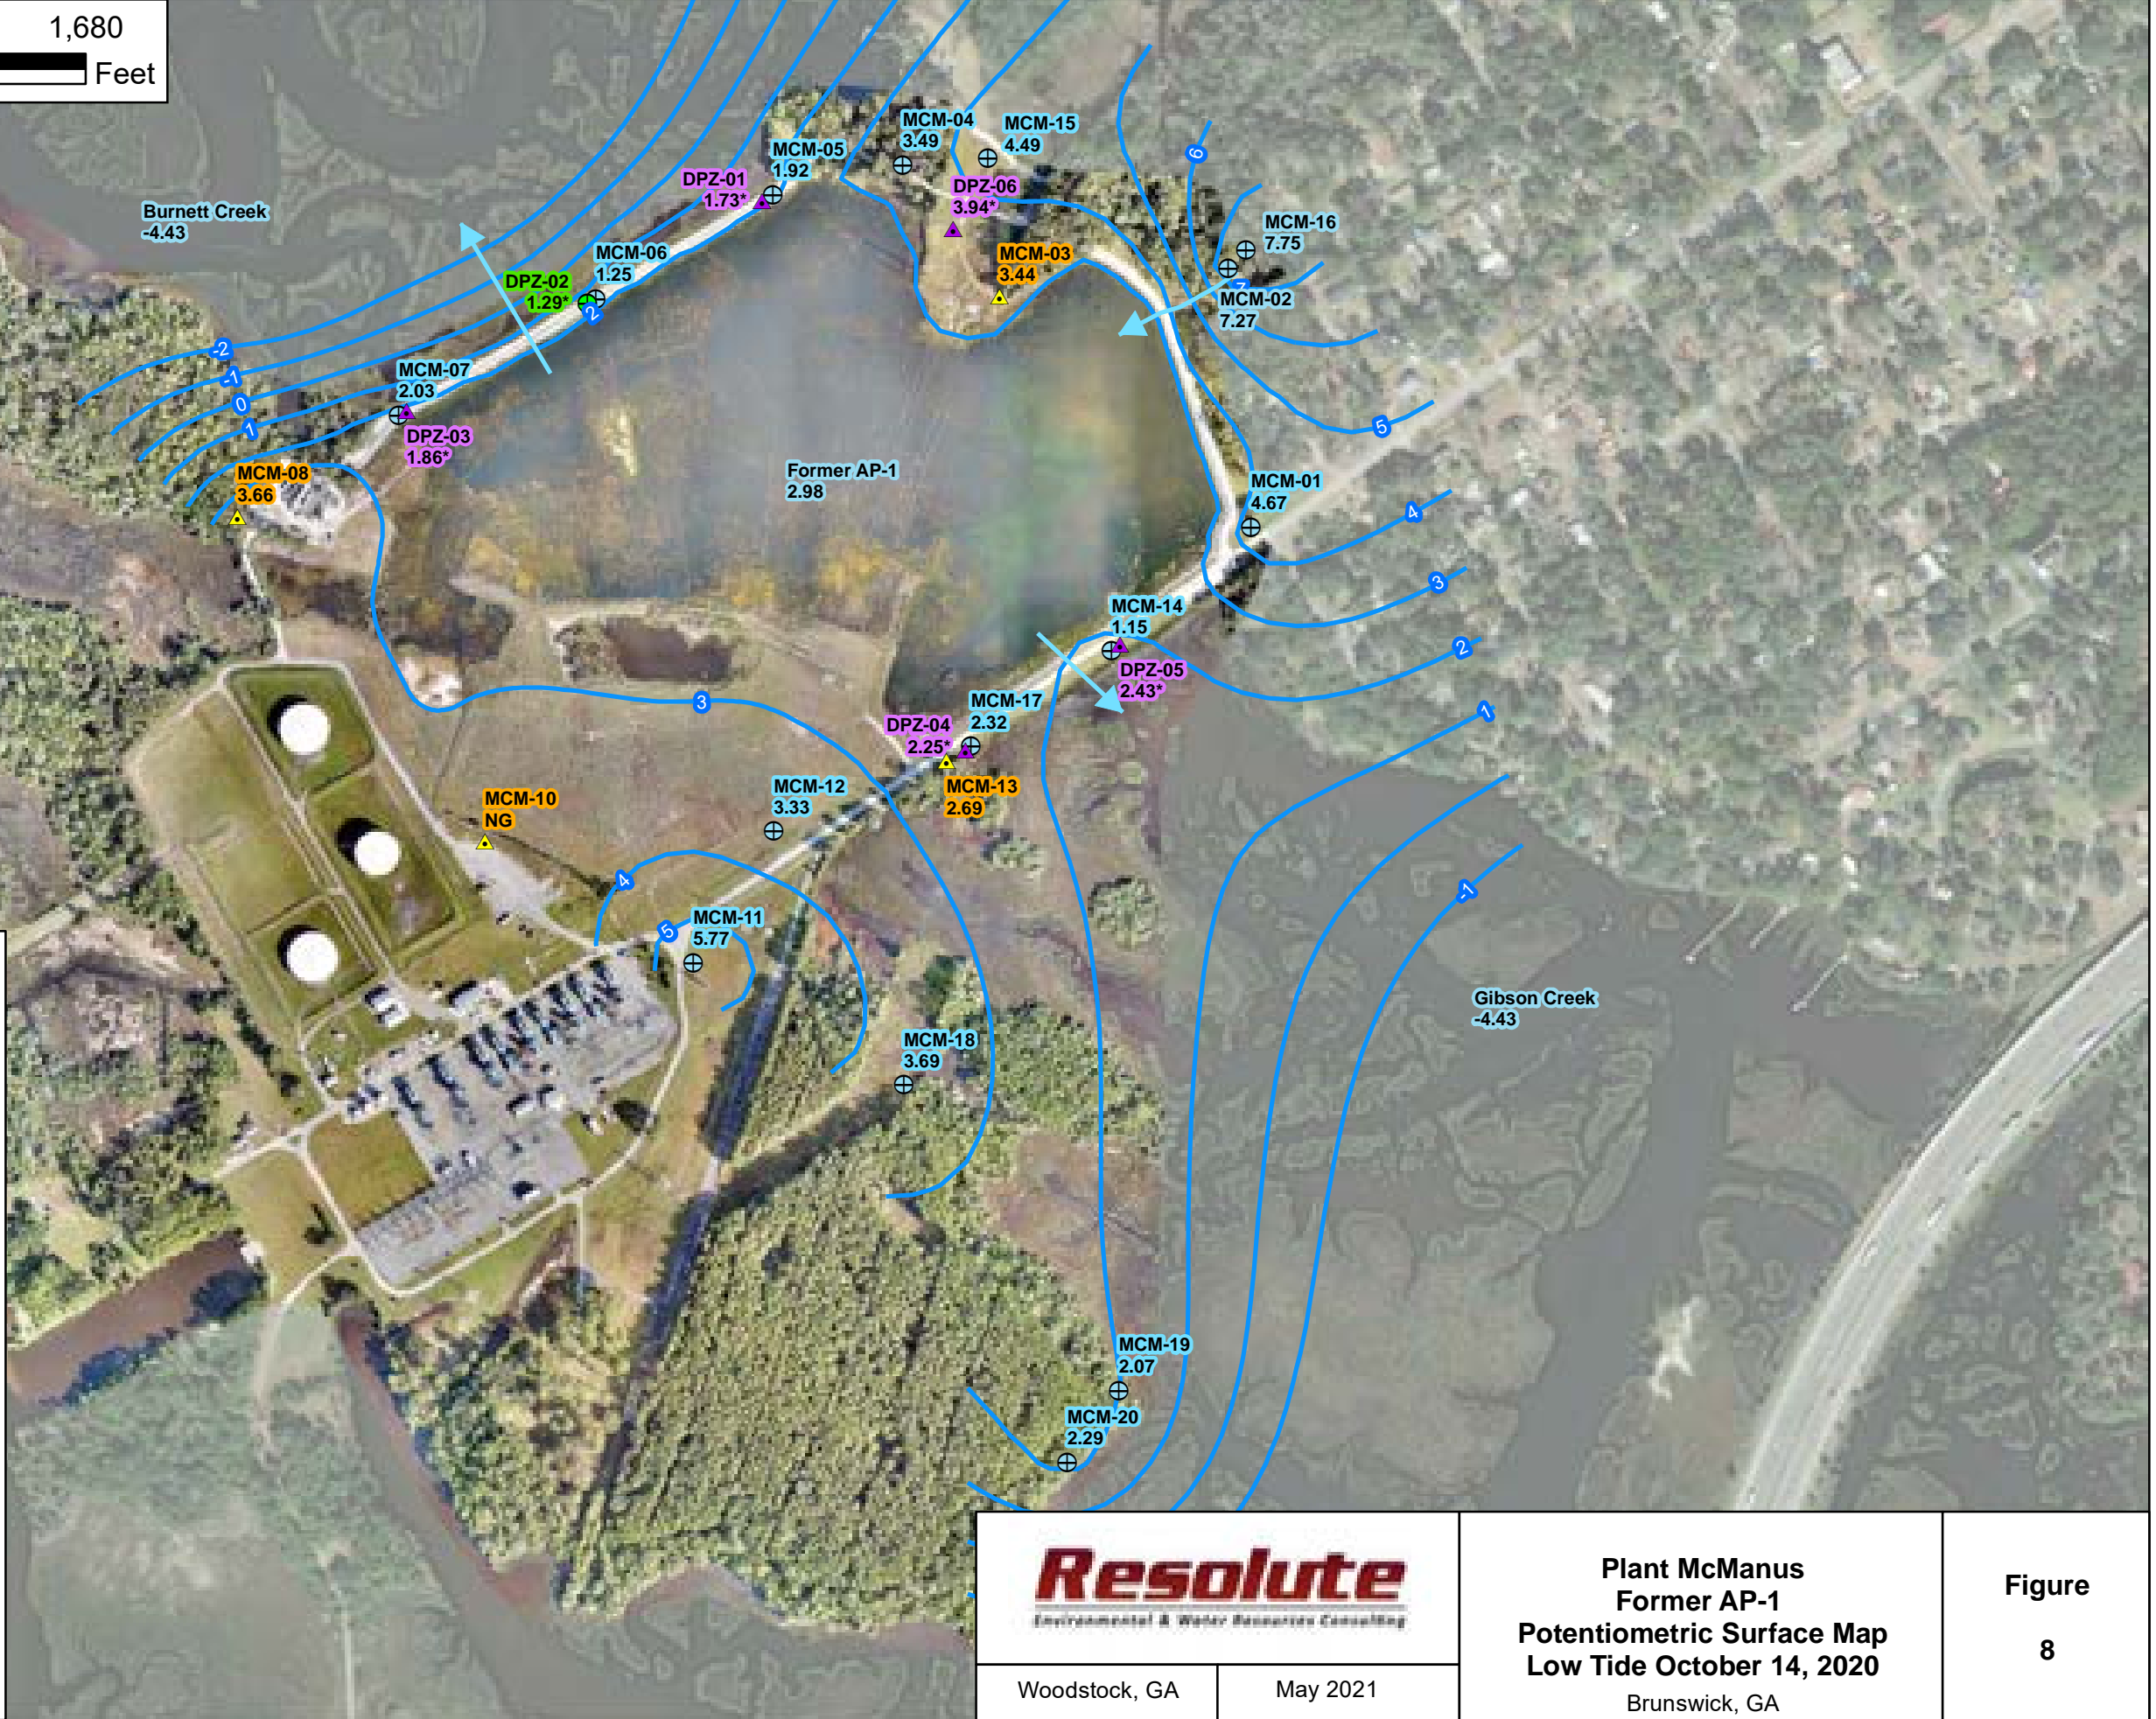 1,680
Feet
MCM-04
3.49
MCM-15
4.49
MCM-05
1.92
6
DPZ-01
1.73*
DPZ-06
3.94*
Burnett Creek
-4.43
MCM-16
7.75
MCM-06
1.25
MCM-03
3.44
DPZ-02
1.29*
2
7
MCM-02
7.27
-2
-1
0
1
MCM-07
2.03
5
DPZ-03
1.86*
MCM-08
3.66
Former AP-1
2.98
MCM-01
4.67
4
3
MCM-14
1.15
2
DPZ-05
2.43*
3
MCM-17
2.32
1
DPZ-04
2.25*
MCM-12
3.33
MCM-13
2.69
MCM-10
NG
4
-1
MCM-11
5.77
5
Gibson Creek
-4.43
MCM-18
3.69
MCM-19
2.07
MCM-20
2.29
Resolute
Environmental & Water Resources Consulting
Woodstock, GA
May 2021
Plant McManus
Former AP-1
Potentiometric Surface Map
Low Tide October 14, 2020
Brunswick, GA
Figure
8